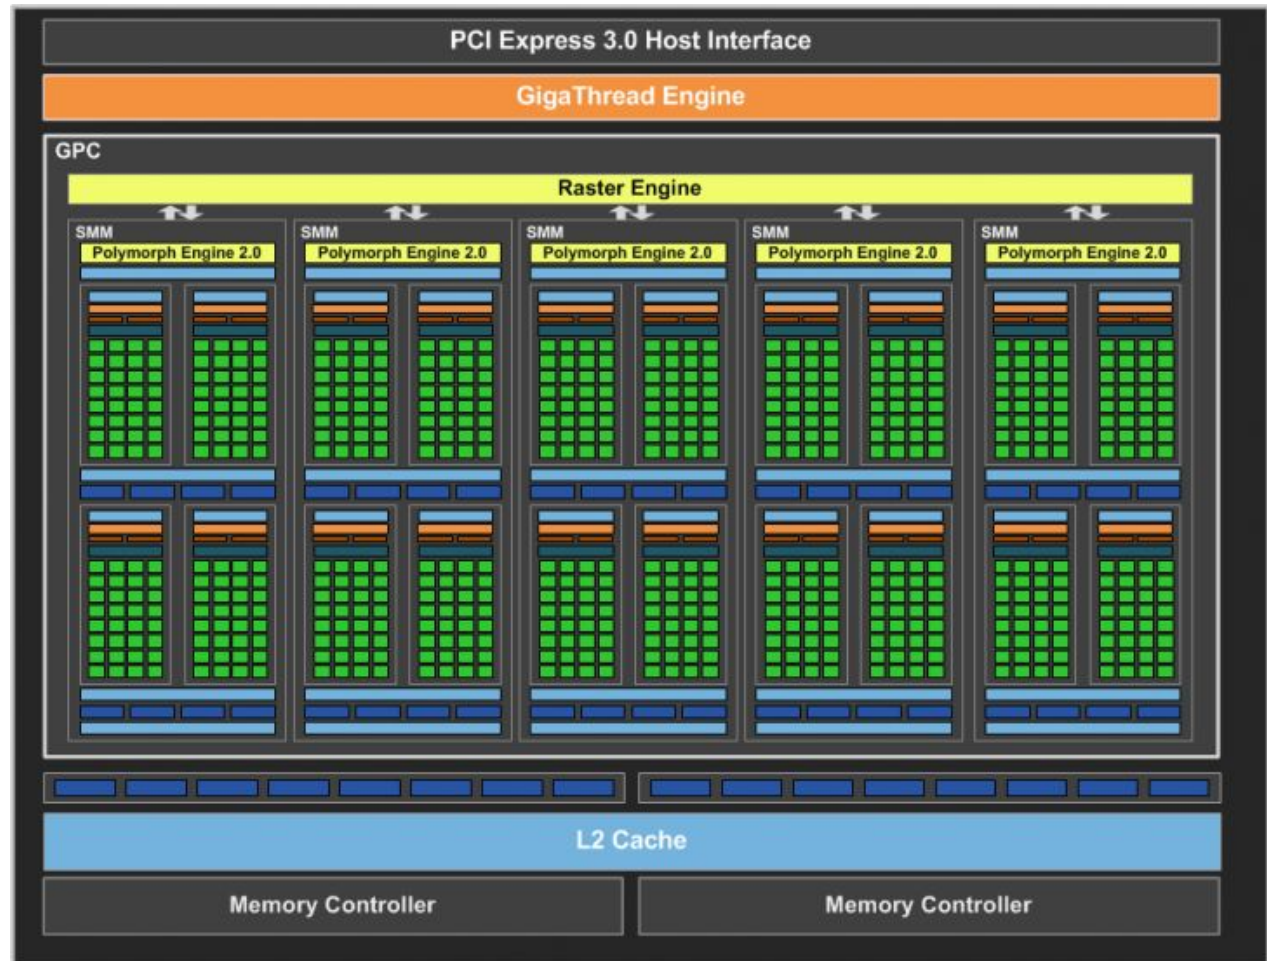 PCI Express 3.0 Host Interface
GigaThread Engine
GPC
Raster Engine
SMM
SMM
SMM
SMM
SMM
Polymorph Engine 2.0
Polymorph Engine 2.0
Polymorph Engine 2.0
Polymorph Engine 2.0
Polymorph Engine 2.0
L2 Cache
Memory Controller
Memory Controller